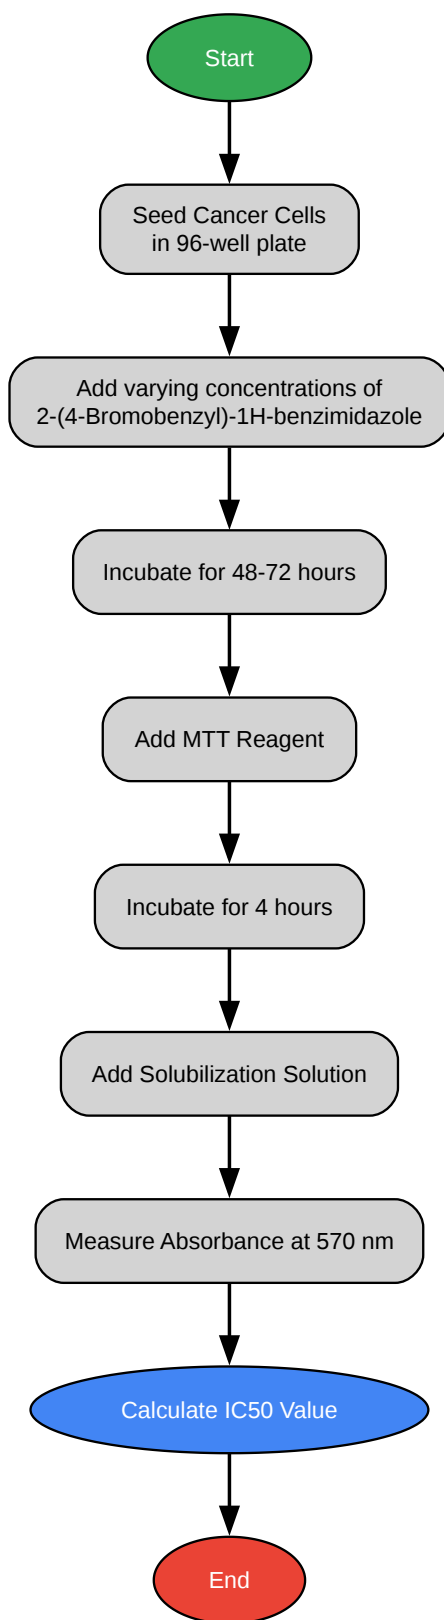 Start
Seed Cancer Cells
in 96-well plate
Add varying concentrations of
2-(4-Bromobenzyl)-1H-benzimidazole
Incubate for 48-72 hours
Add MTT Reagent
Incubate for 4 hours
Add Solubilization Solution
Measure Absorbance at 570 nm
Calculate IC50 Value
End